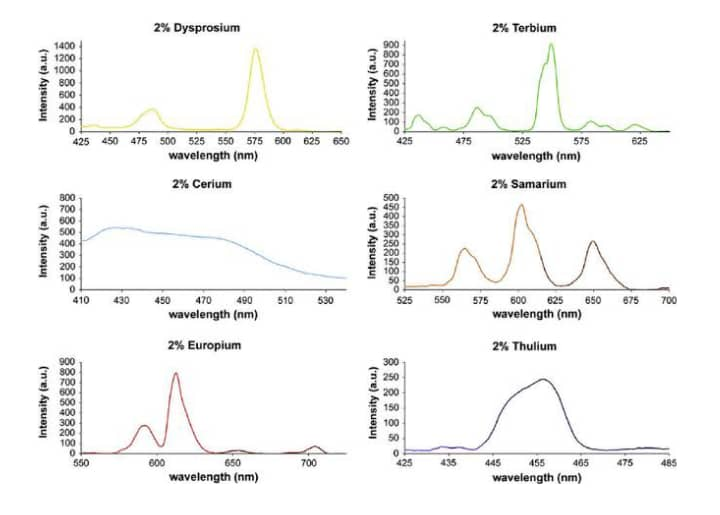 2% Dysprosium
Intensity (a.u.)
1400
1200
1000
800
600
400
200
0
425 450 475 500 525 550 575 600 625 650
wavelength (nm)
2% Terbium
Intensity (a.u.)
900
800
700
600
500
400
300
200
100
0
425 475 525 575 625
wavelength (nm)
2% Cerium
Intensity (a.u.)
800
700
600
500
400
300
200
100
0
410 430 450 470 490 510 530
wavelength (nm)
2% Samarium
Intensity (a.u.)
500
450
400
350
300
250
200
150
100
50
0
525 550 575 600 625 650 675 700
wavelength (nm)
2% Europium
Intensity (a.u.)
900
800
700
600
500
400
300
200
100
0
550 600 650 700
wavelength (nm)
2% Thulium
Intensity (a.u.)
300
250
200
150
100
50
0
425 435 445 455 465 475 485
wavelength (nm)